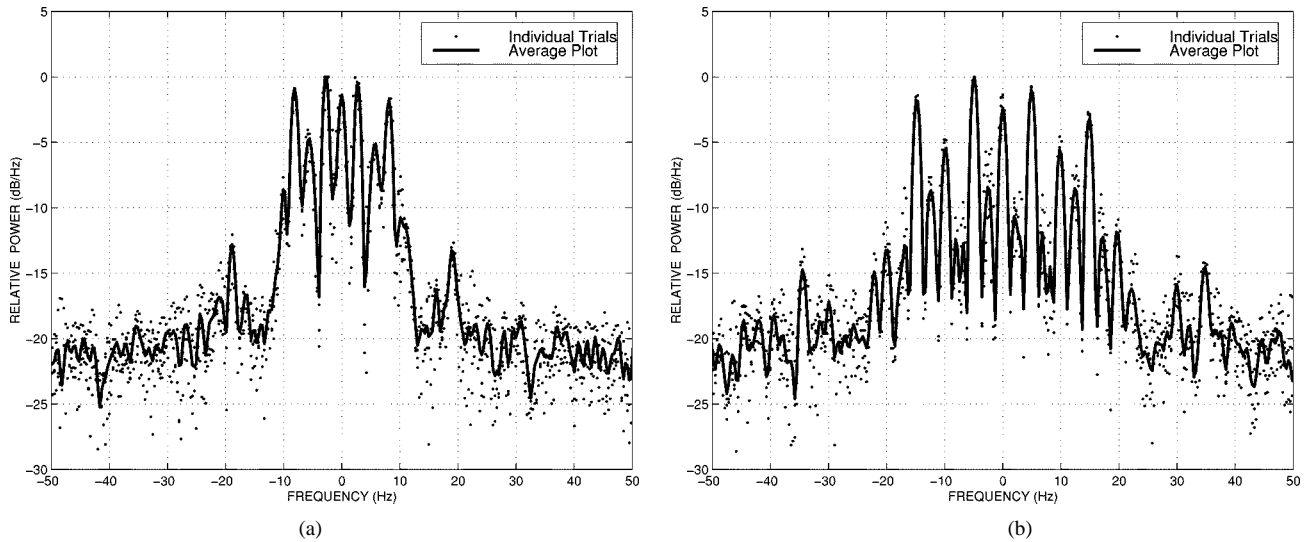 5
0
−5
−10
−15
−20
−25
−30
RELATIVE POWER (dB/Hz)
−50 −40 −30 −20 −10 0 10 20 30 40 50
FREQUENCY (Hz)
Individual Trials
Average Plot
(a)
5
0
−5
−10
−15
−20
−25
−30
RELATIVE POWER (dB/Hz)
−50 −40 −30 −20 −10 0 10 20 30 40 50
FREQUENCY (Hz)
Individual Trials
Average Plot
(b)